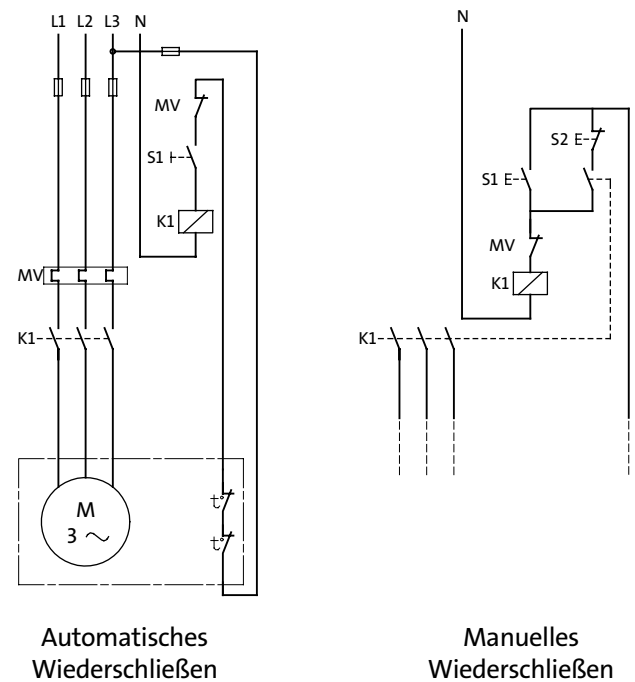 L1 L2 L3 N
MV
S1
K1
MV
K1
M
3 ~
t°
t°
Automatisches
Wiederschließen
N
S2 E
S1 E
MV
K1
K1
Manuelles
Wiederschließen